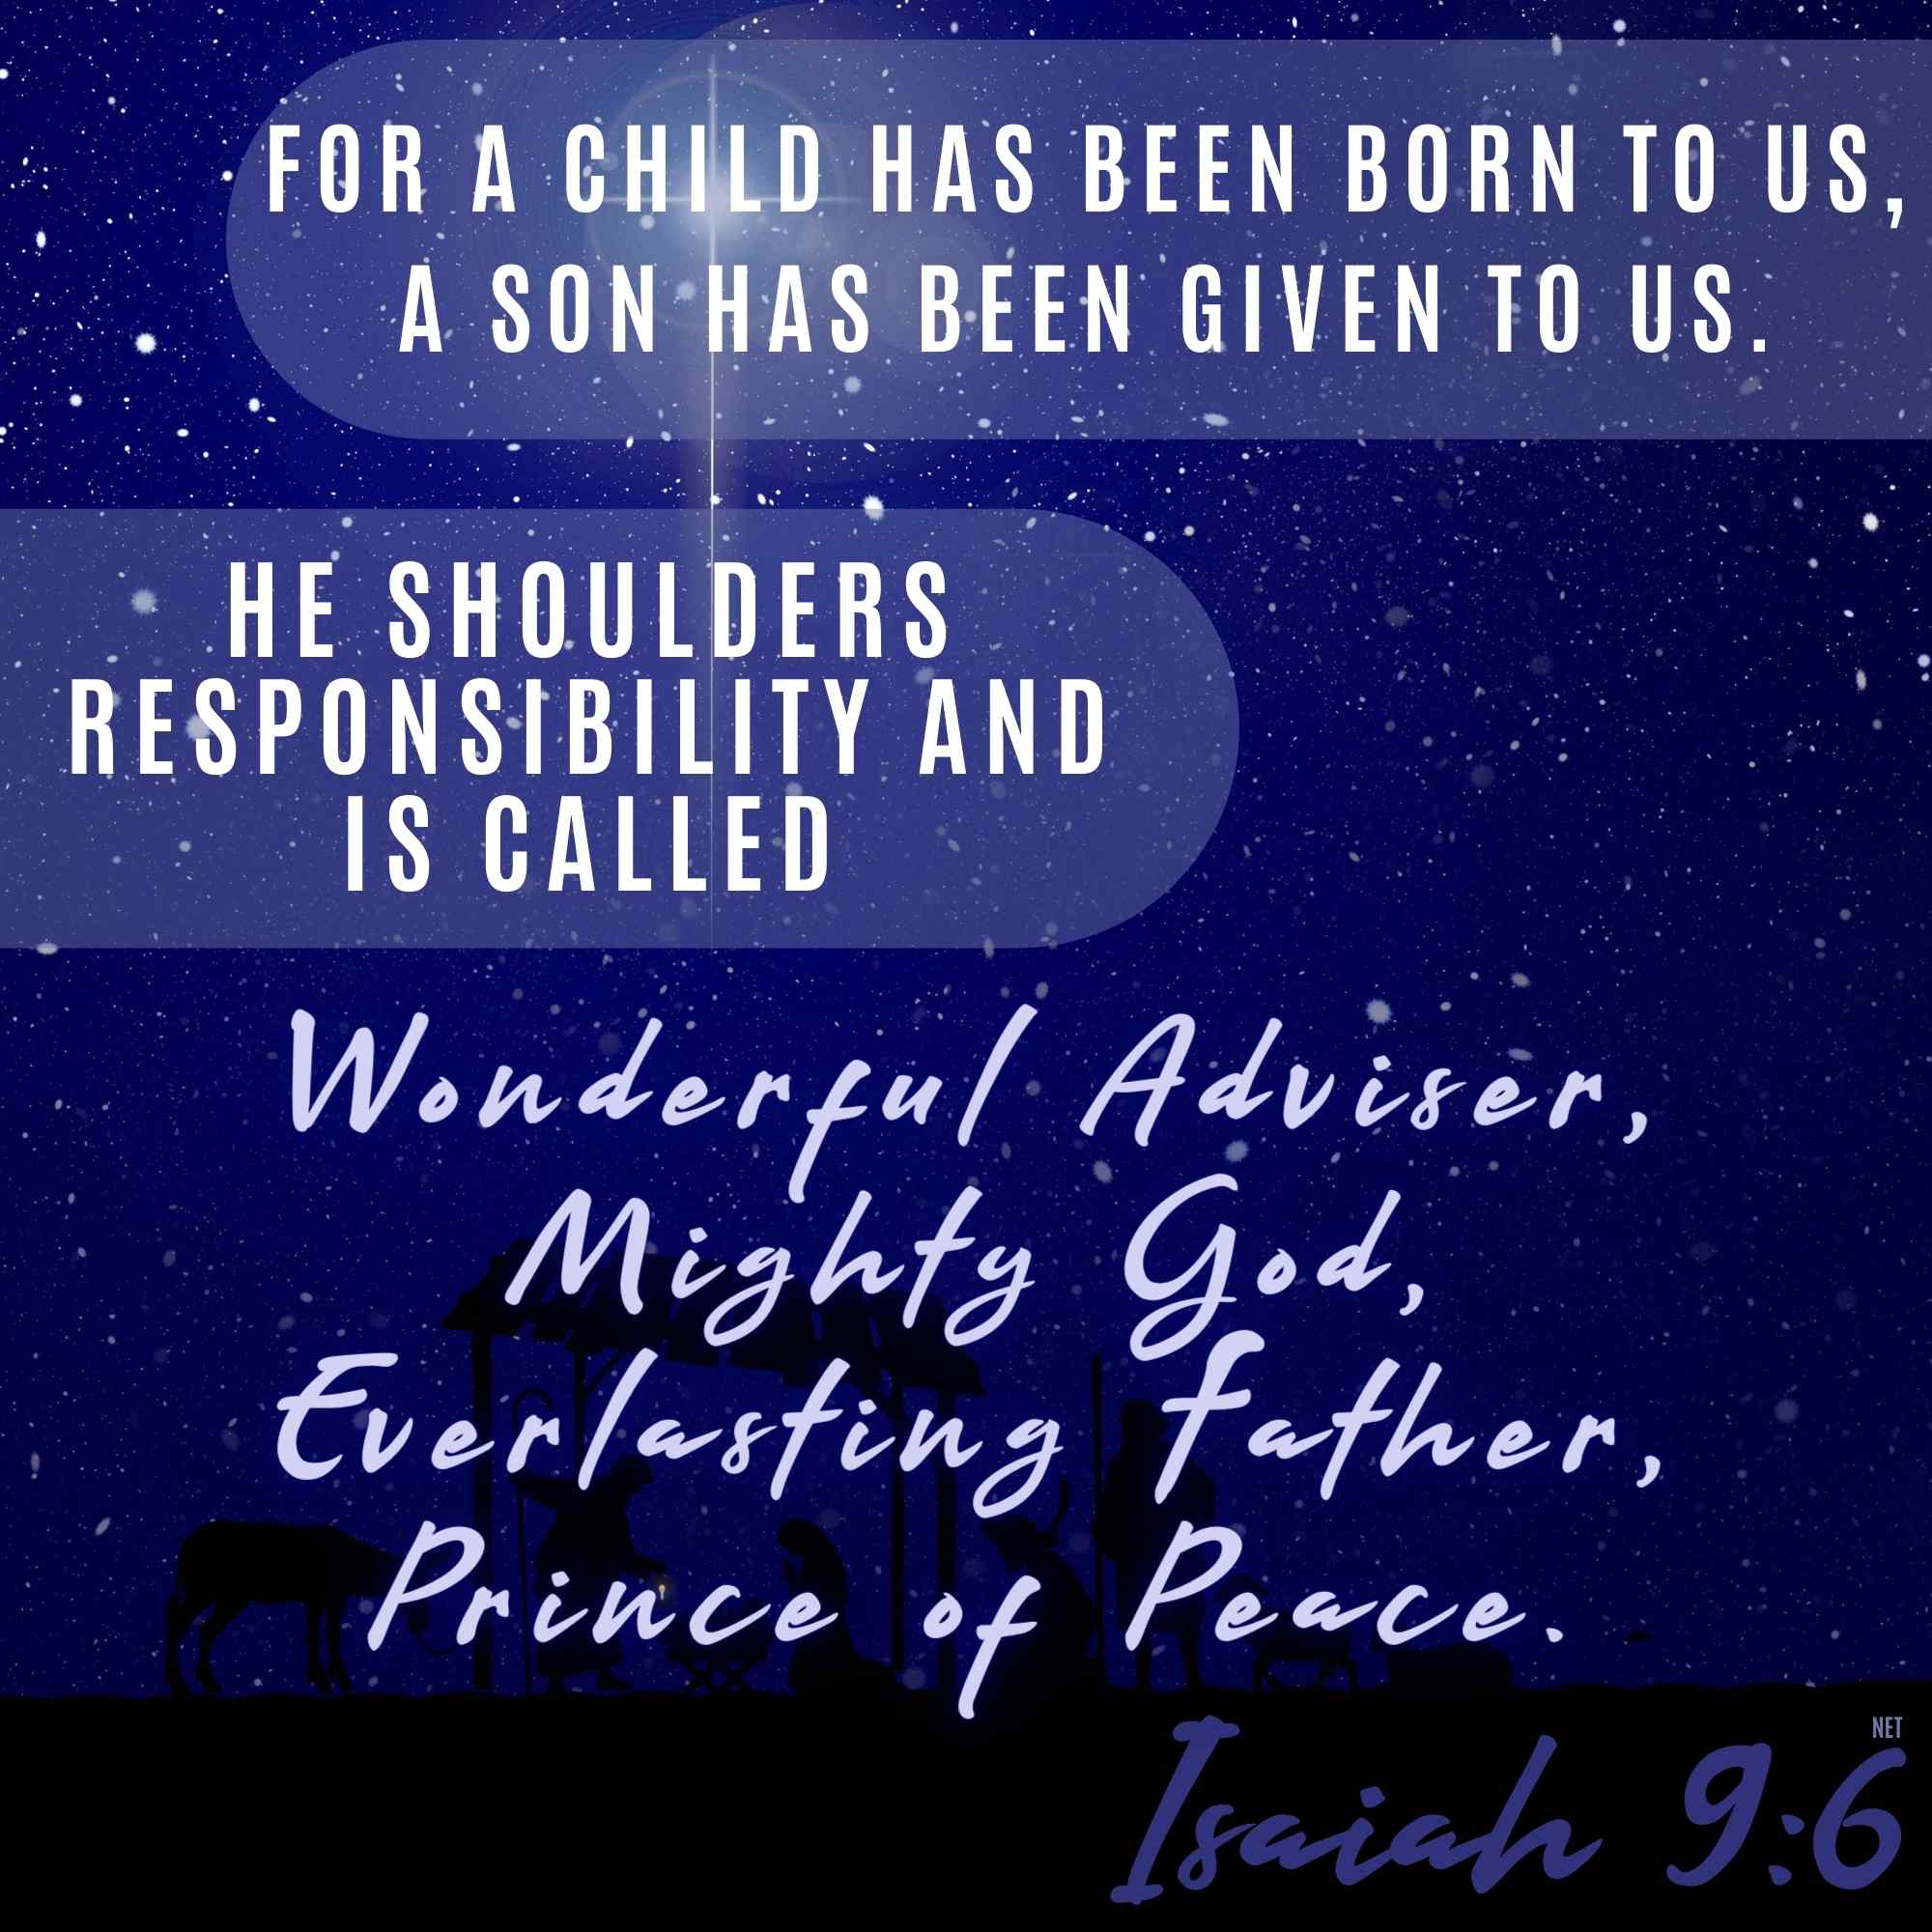 FOR A CHILD HAS BEEN BORN TO US,
A SON HAS BEEN GIVEN TO US.
HE SHOULDERS
RESPONSIBILITY AND
IS CALLED
Wonderful Adviser,
Mighty God,
Everlasting Father,
Prince of Peace.
NET
Isaiah 9:6